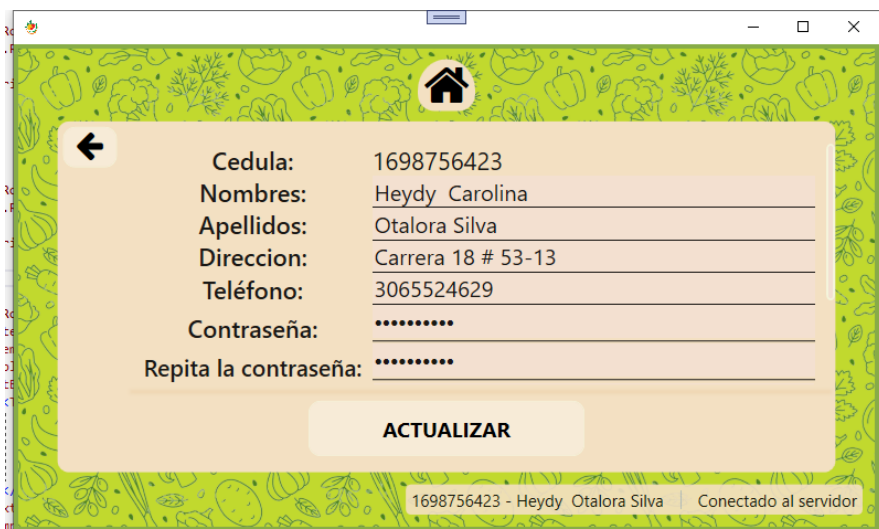 Cedula: 1698756423
Nombres: Heydy  Carolina
Apellidos: Otalora Silva
Direccion: Carrera 18 # 53-13
Teléfono: 3065524629
Contraseña: ••••••••••
Repita la contraseña: ••••••••••
ACTUALIZAR
1698756423 - Heydy  Otalora Silva | Conectado al servidor